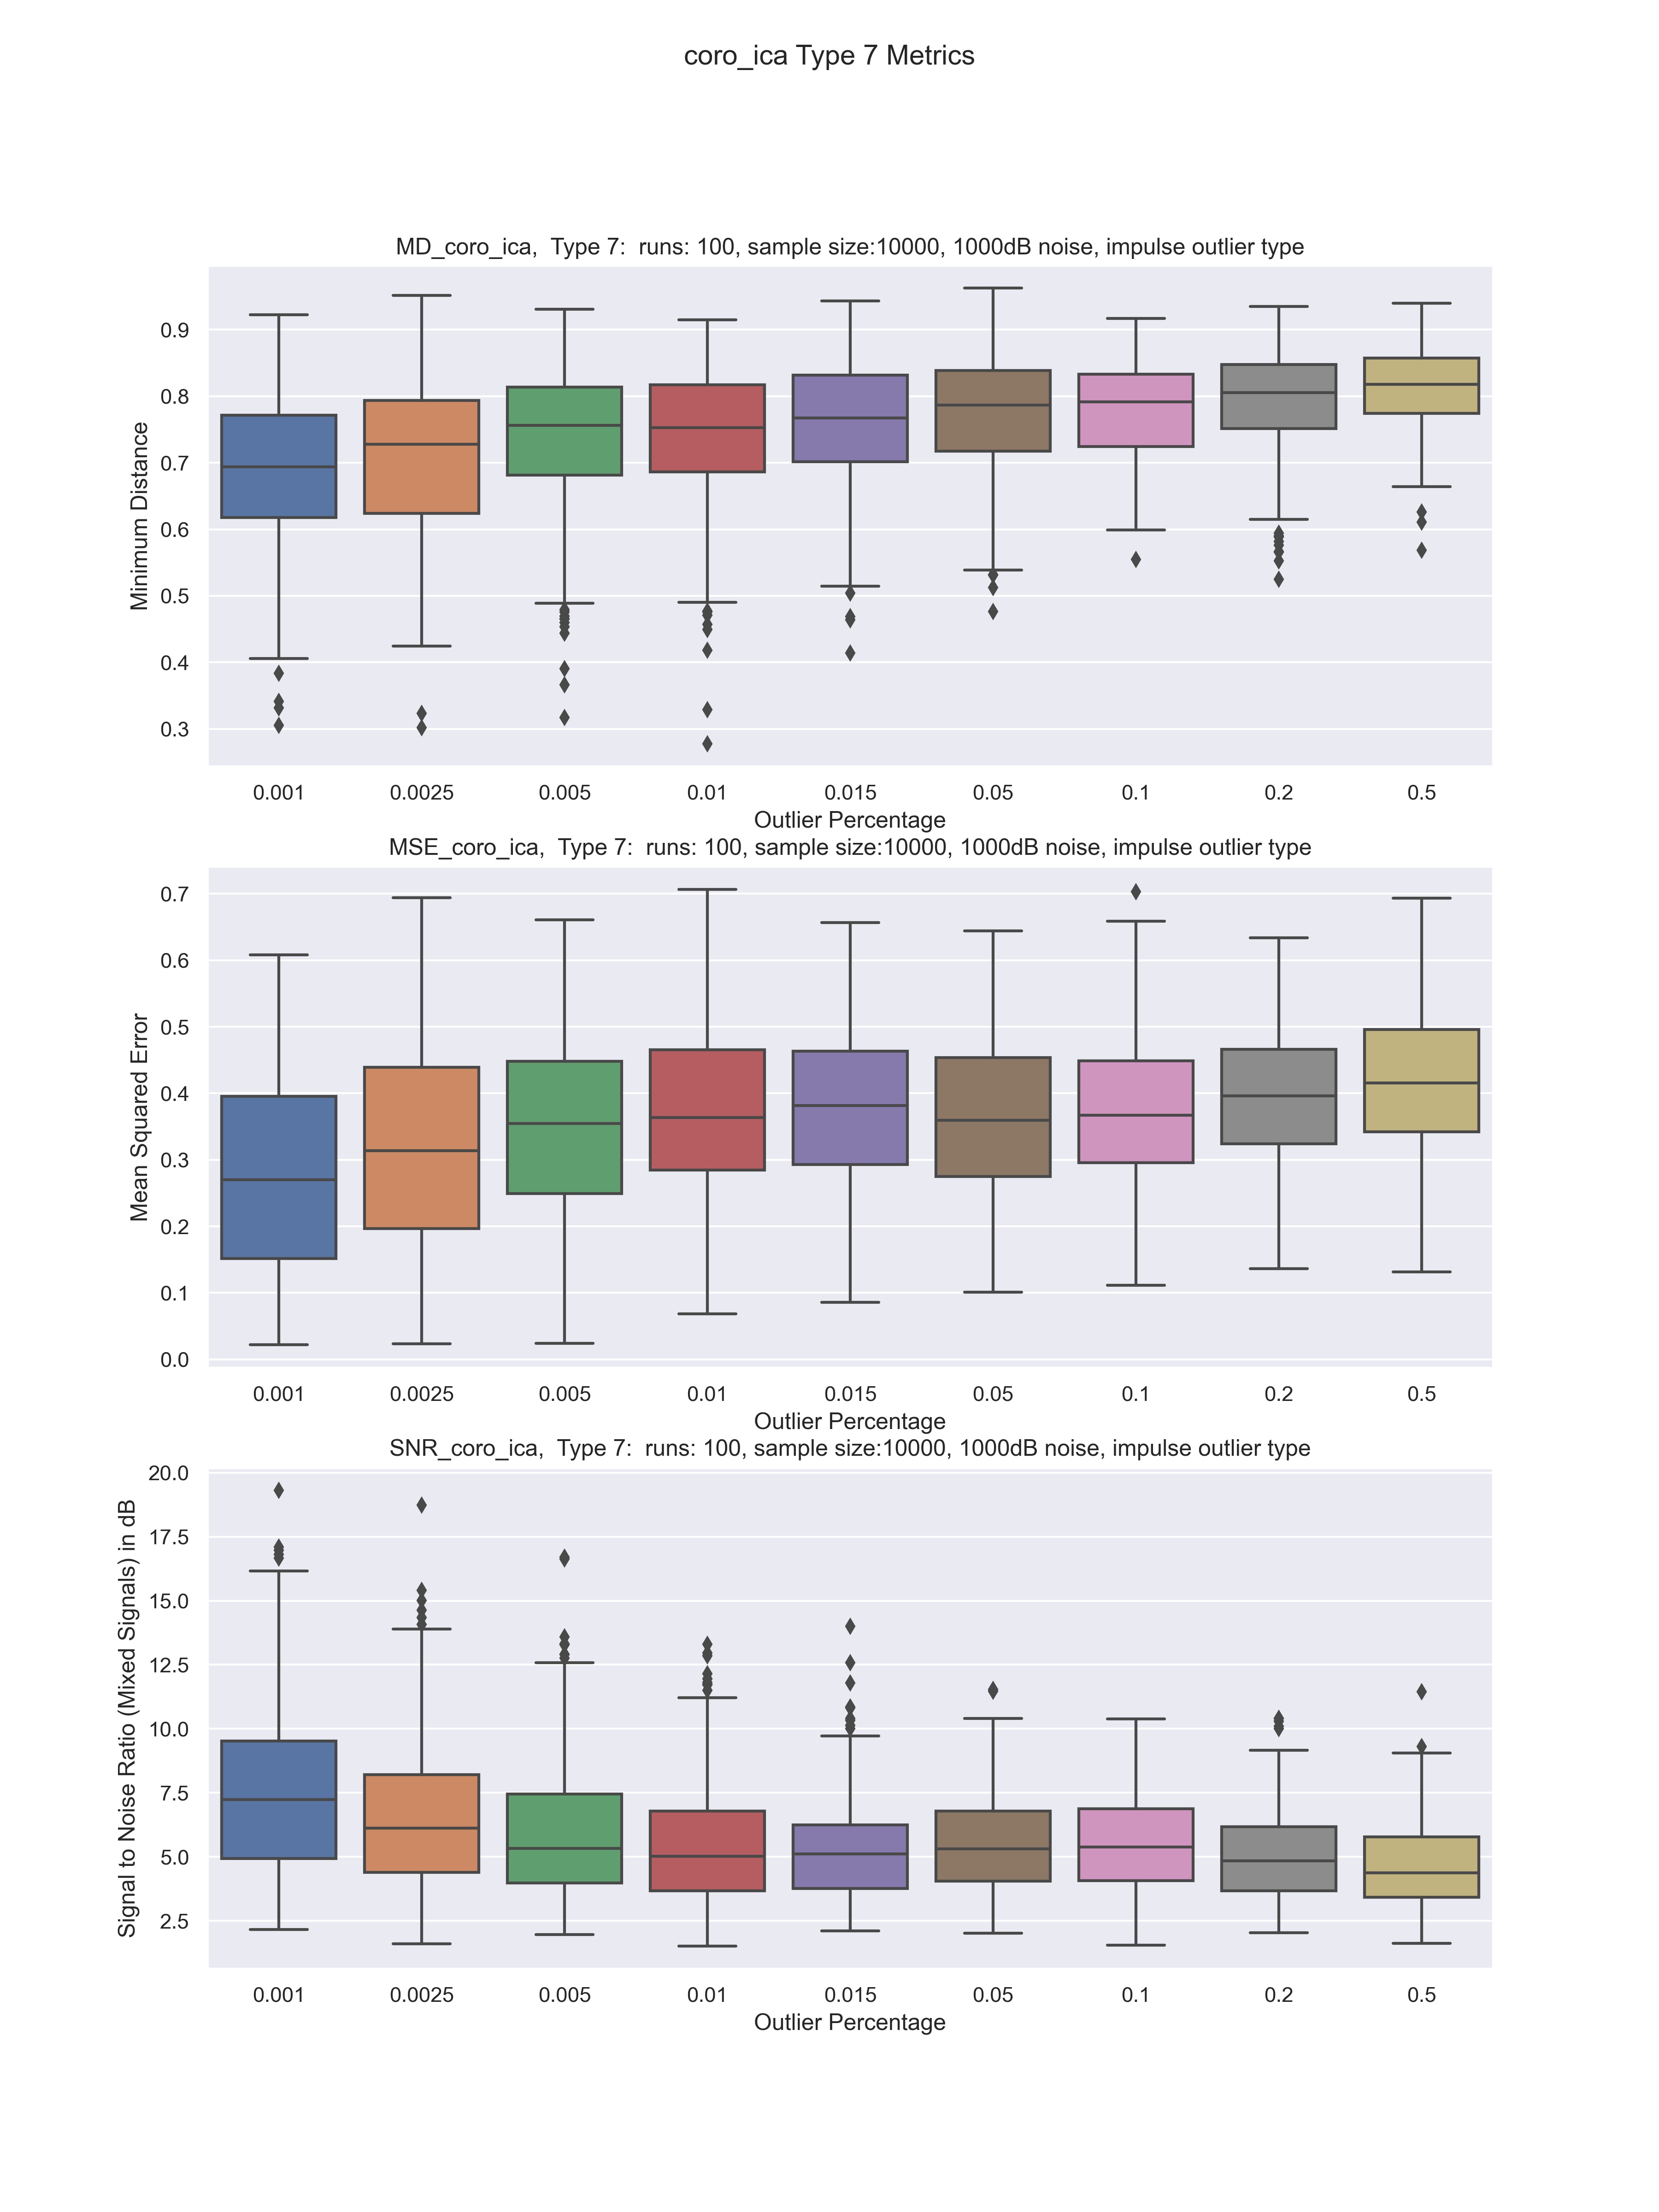 coro_ica Type 7 Metrics
MD_coro_ica,  Type 7:  runs: 100, sample size:10000, 1000dB noise, impulse outlier type
Minimum Distance
0.9
0.8
0.7
0.6
0.5
0.4
0.3
0.001 0.0025 0.005 0.01 0.015 0.05 0.1 0.2 0.5
Outlier Percentage
MSE_coro_ica,  Type 7:  runs: 100, sample size:10000, 1000dB noise, impulse outlier type
Mean Squared Error
0.7
0.6
0.5
0.4
0.3
0.2
0.1
0.0
0.001 0.0025 0.005 0.01 0.015 0.05 0.1 0.2 0.5
Outlier Percentage
SNR_coro_ica,  Type 7:  runs: 100, sample size:10000, 1000dB noise, impulse outlier type
Signal to Noise Ratio (Mixed Signals) in dB
20.0
17.5
15.0
12.5
10.0
7.5
5.0
2.5
0.001 0.0025 0.005 0.01 0.015 0.05 0.1 0.2 0.5
Outlier Percentage